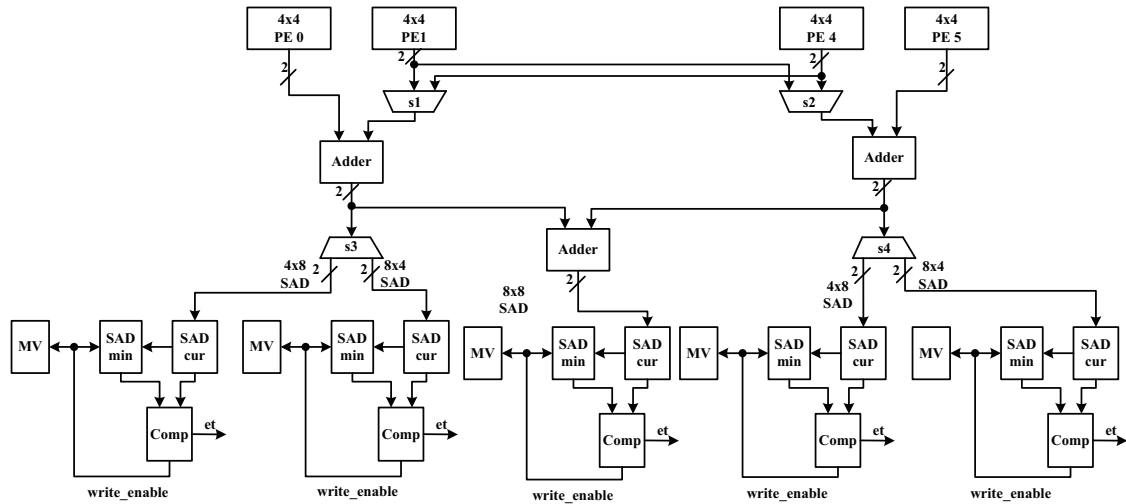 4x4
PE 0
4x4
PE1
4x4
PE 4
4x4
PE 5
2
2
2
2
s1
s2
Adder
Adder
2
2
s3
Adder
s4
4x8
SAD
2
2
8x4
SAD
2
8x8
SAD
4x8
SAD
2
2
8x4
SAD
MV
SAD
min
SAD
cur
MV
SAD
min
SAD
cur
MV
SAD
min
SAD
cur
MV
SAD
min
SAD
cur
MV
SAD
min
SAD
cur
Comp
et
Comp
et
Comp
et
Comp
et
Comp
et
write_enable
write_enable
write_enable
write_enable
write_enable